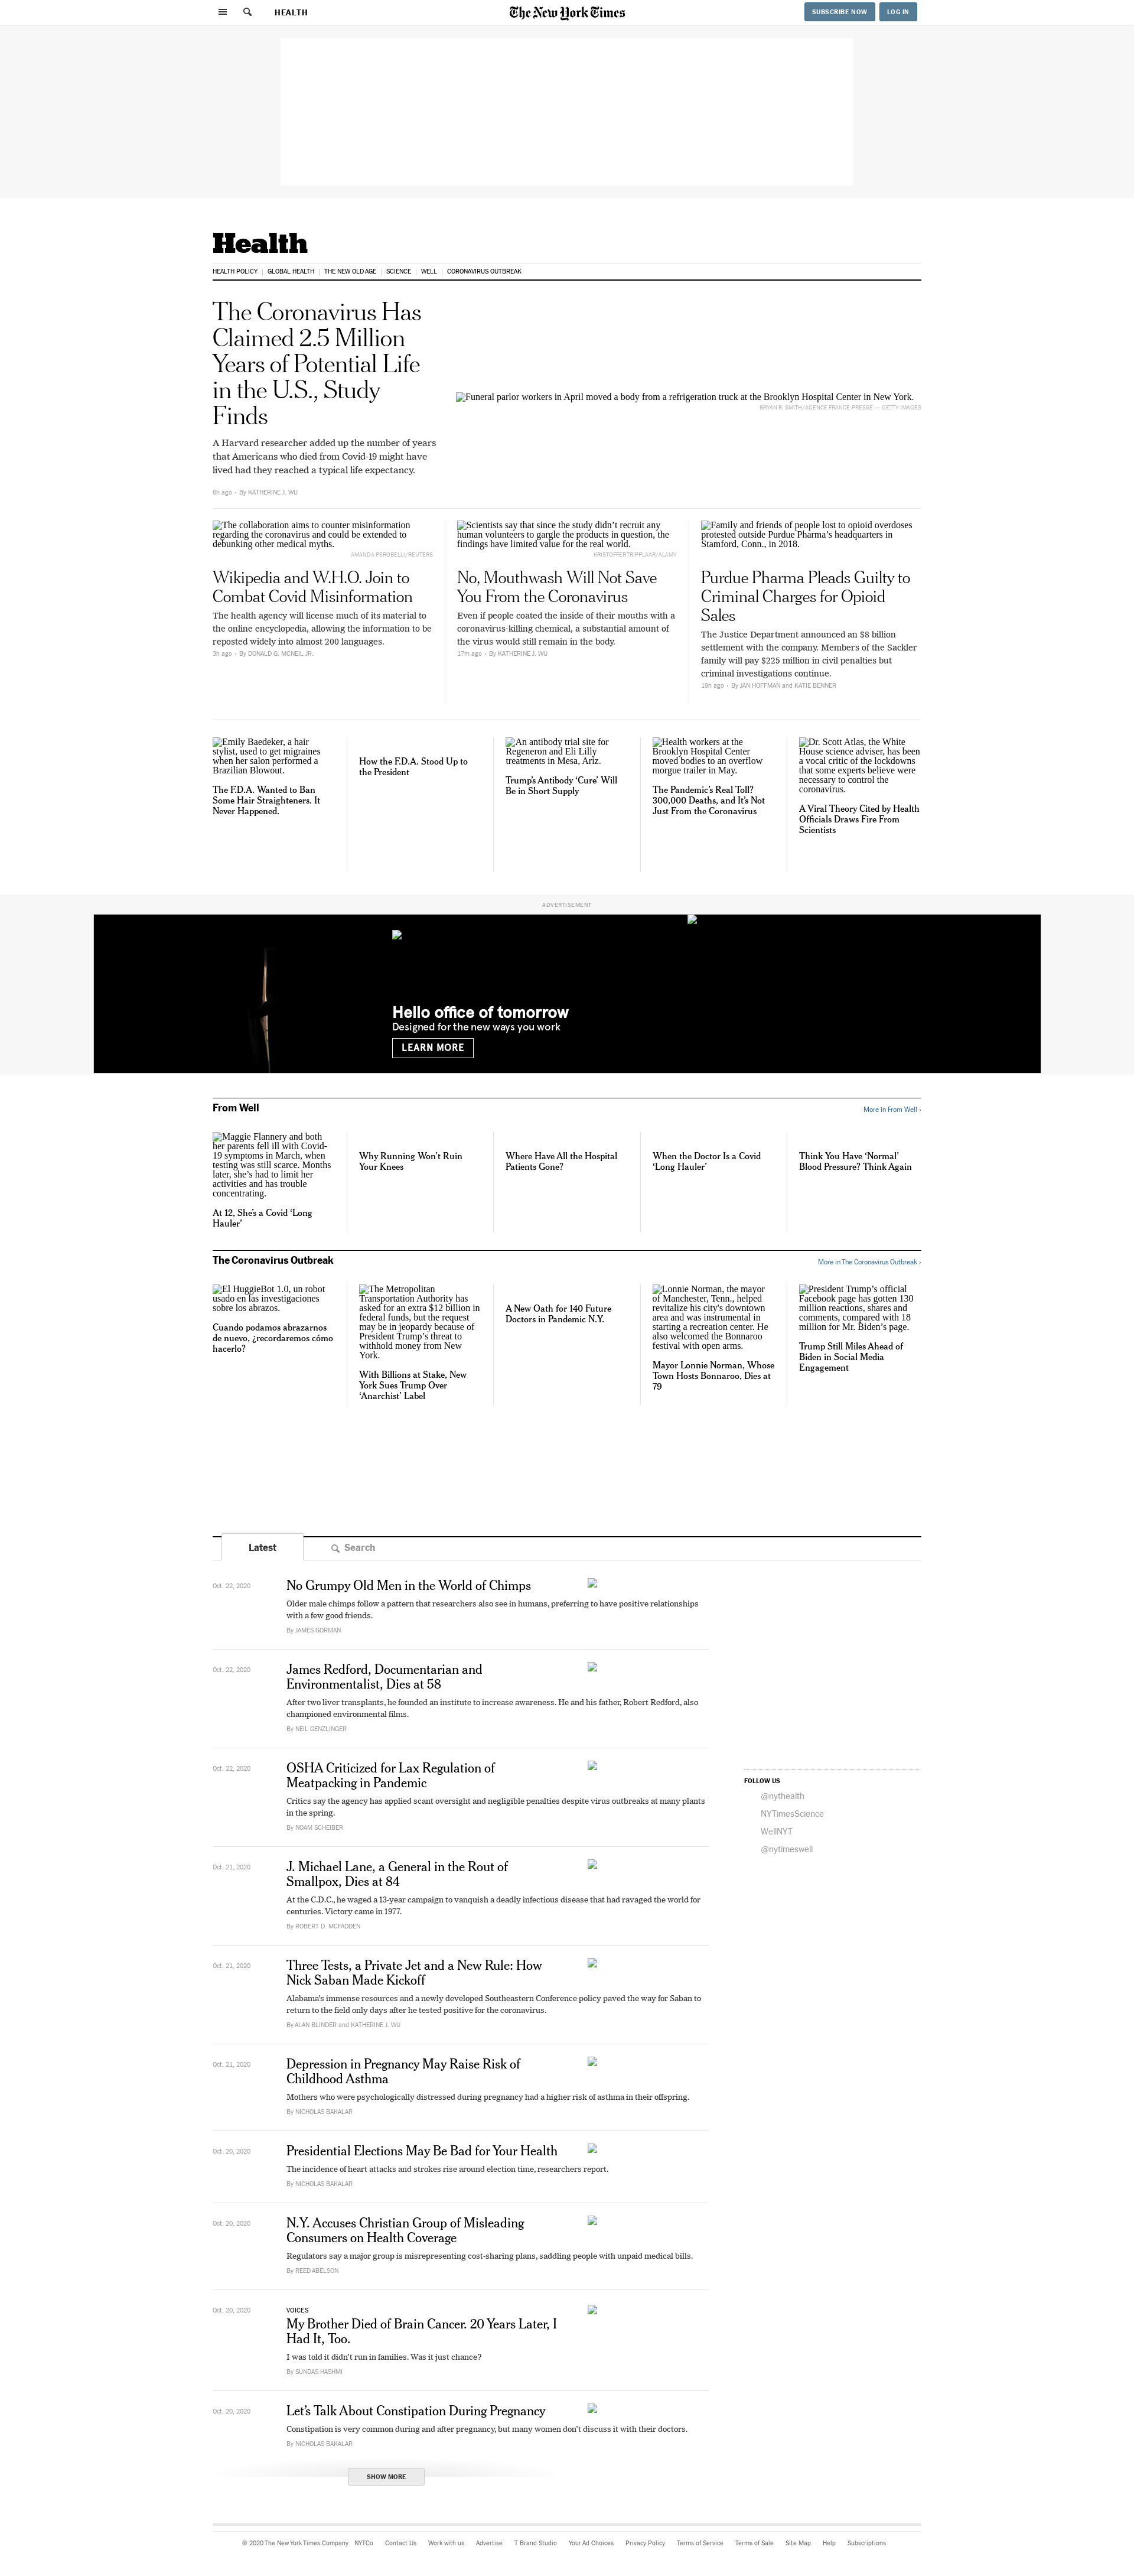 HEALTH
The New York Times
SUBSCRIBE NOW
LOG IN
Health
HEALTH POLICY
GLOBAL HEALTH
THE NEW OLD AGE
SCIENCE
WELL
CORONAVIRUS OUTBREAK
The Coronavirus Has
Claimed 2.5 Million
Years of Potential Life
in the U.S., Study
Finds
A Harvard researcher added up the number of years
that Americans who died from Covid-19 might have
lived had they reached a typical life expectancy.
6h ago • By KATHERINE J. WU
Funeral parlor workers in April moved a body from a refrigeration truck at the Brooklyn Hospital Center in New York.
BRYAN R. SMITH/AGENCE FRANCE-PRESSE — GETTY IMAGES
The collaboration aims to counter misinformation
regarding the coronavirus and could be extended to
debunking other medical myths.
AMANDA PEROBELLI/REUTERS
Wikipedia and W.H.O. Join to
Combat Covid Misinformation
The health agency will license much of its material to
the online encyclopedia, allowing the information to be
reposted widely into almost 200 languages.
3h ago • By DONALD G. MCNEIL JR.
Scientists say that since the study didn't recruit any
human volunteers to gargle the products in question, the
findings have limited value for the real world.
KRISTOFFERTRIPPLAAR/ALAMY
No, Mouthwash Will Not Save
You From the Coronavirus
Even if people coated the inside of their mouths with a
coronavirus-killing chemical, a substantial amount of
the virus would still remain in the body.
17m ago • By KATHERINE J. WU
Family and friends of people lost to opioid overdoses
protested outside Purdue Pharma's headquarters in
Stamford, Conn., in 2018.
Purdue Pharma Pleads Guilty to
Criminal Charges for Opioid
Sales
The Justice Department announced an $8 billion
settlement with the company. Members of the Sackler
family will pay $225 million in civil penalties but
criminal investigations continue.
19h ago • By JAN HOFFMAN and KATIE BENNER
Emily Baedeker, a hair
stylist, used to get migraines
when her salon performed a
Brazilian Blowout.
The F.D.A. Wanted to Ban
Some Hair Straighteners. It
Never Happened.
How the F.D.A. Stood Up to
the President
An antibody trial site for
Regeneron and Eli Lilly
treatments in Mesa, Ariz.
Trump's Antibody 'Cure' Will
Be in Short Supply
Health workers at the
Brooklyn Hospital Center
moved bodies to an overflow
morgue trailer in May.
The Pandemic's Real Toll?
300,000 Deaths, and It's Not
Just From the Coronavirus
Dr. Scott Atlas, the White
House science adviser, has been
a vocal critic of the lockdowns
that some experts believe were
necessary to control the
coronavirus.
A Viral Theory Cited by Health
Officials Draws Fire From
Scientists
ADVERTISEMENT
Hello office of tomorrow
Designed for the new ways you work
LEARN MORE
From Well
More in From Well ›
Maggie Flannery and both
her parents fell ill with Covid-
19 symptoms in March, when
testing was still scarce. Months
later, she's had to limit her
activities and has trouble
concentrating.
At 12, She's a Covid 'Long
Hauler'
Why Running Won't Ruin
Your Knees
Where Have All the Hospital
Patients Gone?
When the Doctor Is a Covid
'Long Hauler'
Think You Have 'Normal'
Blood Pressure? Think Again
The Coronavirus Outbreak
More in The Coronavirus Outbreak ›
El HuggieBot 1.0, un robot
usado en las investigaciones
sobre los abrazos.
Cuando podamos abrazarnos
de nuevo, ¿recordaremos cómo
hacerlo?
The Metropolitan
Transportation Authority has
asked for an extra $12 billion in
federal funds, but the request
may be in jeopardy because of
President Trump's threat to
withhold money from New
York.
With Billions at Stake, New
York Sues Trump Over
'Anarchist' Label
A New Oath for 140 Future
Doctors in Pandemic N.Y.
Lonnie Norman, the mayor
of Manchester, Tenn., helped
revitalize his city's downtown
area and was instrumental in
starting a recreation center. He
also welcomed the Bonnaroo
festival with open arms.
Mayor Lonnie Norman, Whose
Town Hosts Bonnaroo, Dies at
79
President Trump's official
Facebook page has gotten 130
million reactions, shares and
comments, compared with 18
million for Mr. Biden's page.
Trump Still Miles Ahead of
Biden in Social Media
Engagement
Latest
Search
Oct. 22, 2020
No Grumpy Old Men in the World of Chimps
Older male chimps follow a pattern that researchers also see in humans, preferring to have positive relationships
with a few good friends.
By JAMES GORMAN
Oct. 22, 2020
James Redford, Documentarian and
Environmentalist, Dies at 58
After two liver transplants, he founded an institute to increase awareness. He and his father, Robert Redford, also
championed environmental films.
By NEIL GENZLINGER
Oct. 22, 2020
OSHA Criticized for Lax Regulation of
Meatpacking in Pandemic
Critics say the agency has applied scant oversight and negligible penalties despite virus outbreaks at many plants
in the spring.
By NOAM SCHEIBER
FOLLOW US
@nythealth
NYTimesScience
WellNYT
@nytimeswell
Oct. 21, 2020
J. Michael Lane, a General in the Rout of
Smallpox, Dies at 84
At the C.D.C., he waged a 13-year campaign to vanquish a deadly infectious disease that had ravaged the world for
centuries. Victory came in 1977.
By ROBERT D. MCFADDEN
Oct. 21, 2020
Three Tests, a Private Jet and a New Rule: How
Nick Saban Made Kickoff
Alabama's immense resources and a newly developed Southeastern Conference policy paved the way for Saban to
return to the field only days after he tested positive for the coronavirus.
By ALAN BLINDER and KATHERINE J. WU
Oct. 21, 2020
Depression in Pregnancy May Raise Risk of
Childhood Asthma
Mothers who were psychologically distressed during pregnancy had a higher risk of asthma in their offspring.
By NICHOLAS BAKALAR
Oct. 20, 2020
Presidential Elections May Be Bad for Your Health
The incidence of heart attacks and strokes rise around election time, researchers report.
By NICHOLAS BAKALAR
Oct. 20, 2020
N.Y. Accuses Christian Group of Misleading
Consumers on Health Coverage
Regulators say a major group is misrepresenting cost-sharing plans, saddling people with unpaid medical bills.
By REED ABELSON
Oct. 20, 2020
VOICES
My Brother Died of Brain Cancer. 20 Years Later, I
Had It, Too.
I was told it didn't run in families. Was it just chance?
By SUNDAS HASHMI
Oct. 20, 2020
Let's Talk About Constipation During Pregnancy
Constipation is very common during and after pregnancy, but many women don't discuss it with their doctors.
By NICHOLAS BAKALAR
SHOW MORE
© 2020 The New York Times Company
NYTCo
Contact Us
Work with us
Advertise
T Brand Studio
Your Ad Choices
Privacy Policy
Terms of Service
Terms of Sale
Site Map
Help
Subscriptions